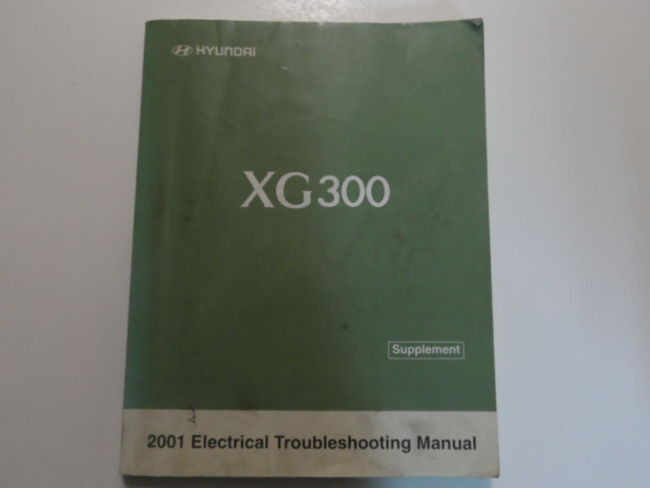 HYUNDAI
XG300
Supplement
2001 Electrical Troubleshooting Manual